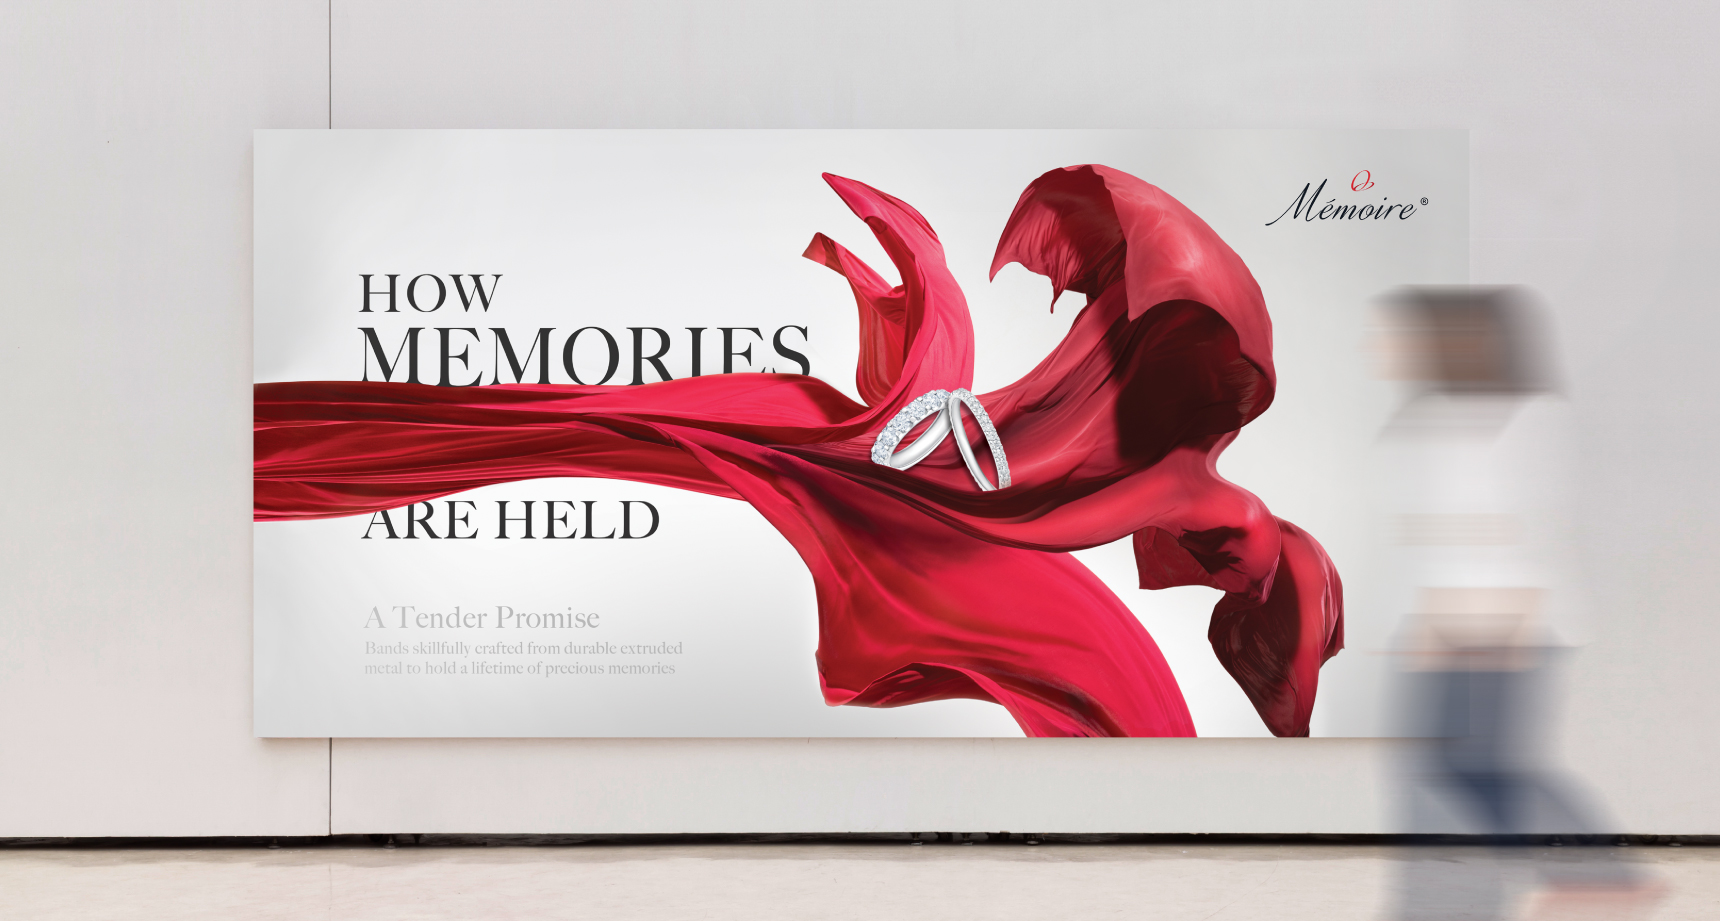 Mémoire®
HOW
MEMORIES
ARE HELD
A Tender Promise
Bands skillfully crafted from durable extruded
metal to hold a lifetime of precious memories